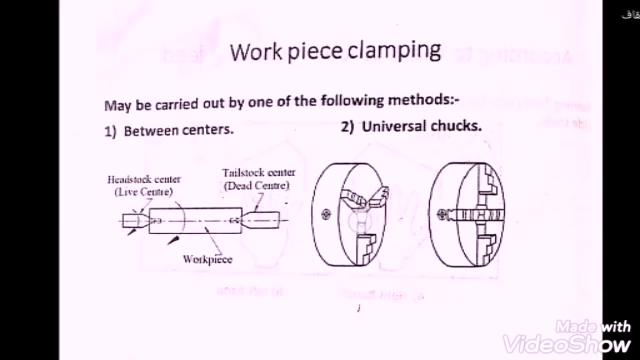 Work piece clamping
May be carried out by one of the following methods:-
1) Between centers.
2) Universal chucks.
Headstock center
(Live Centre)
Tailstock center
(Dead Centre)
Workpiece
Made with
VideoShow